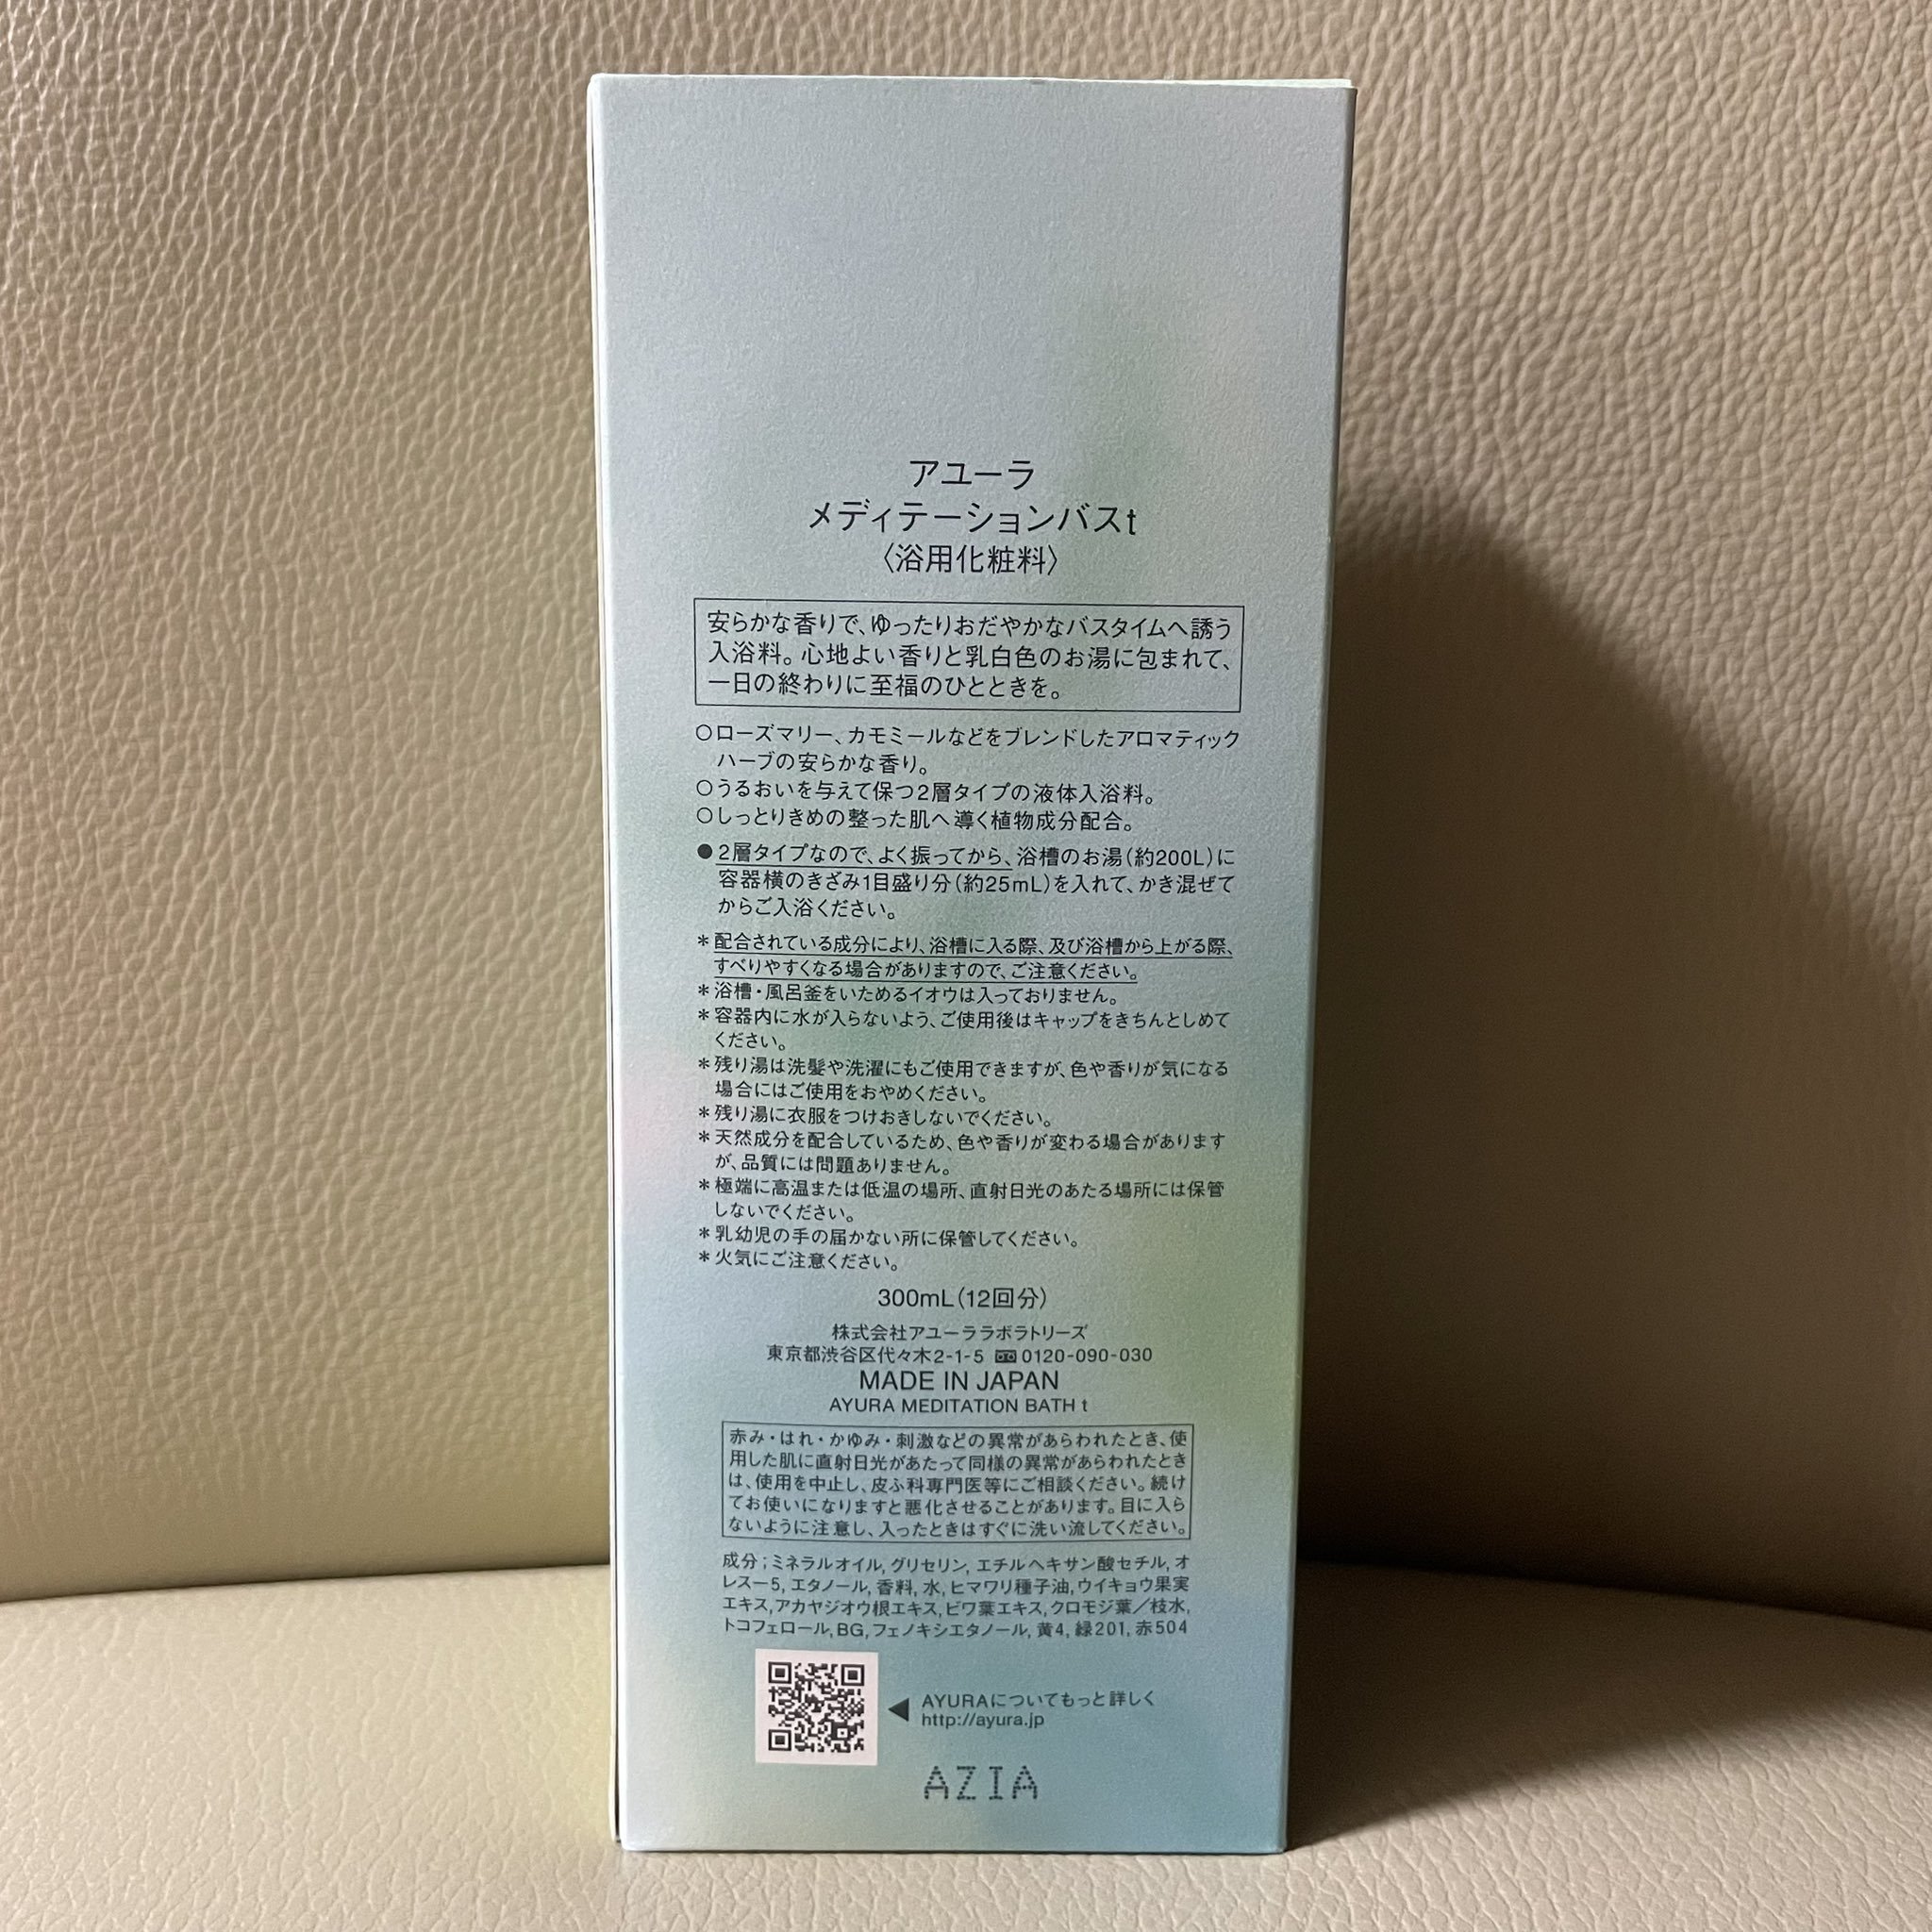 アユーラ
メディテーションバスt
〈浴用化粧料〉
安らかな香りで、ゆったりおだやかなバスタイムへ誘う
入浴料。心地よい香りと乳白色のお湯に包まれて、
一日の終わりに至福のひとときを。
○ローズマリー、カモミールなどをブレンドしたアロマティック
ハーブの安らかな香り。
○うるおいを与えて保つ2層タイプの液体入浴料。
○しっとりきめの整った肌へ導く植物成分配合。
●2層タイプなので、よく振ってから、浴槽のお湯(約200L)に
容器横のきざみ1目盛り分(約25mL)を入れて、かき混ぜて
からご入浴ください。
＊配合されている成分により、浴槽に入る際、及び浴槽から上がる際、
すべりやすくなる場合がありますので、ご注意ください。
＊浴槽・風呂釜をいためるイオウは入っておりません。
＊容器内に水が入らないよう、ご使用後はキャップをきちんとしめて
ください。
＊残り湯は洗髪や洗濯にもご使用できますが、色や香りが気になる
場合にはご使用をおやめください。
＊残り湯に衣服をつけおきしないでください。
＊天然成分を配合しているため、色や香りが変わる場合があります
が、品質には問題ありません。
＊極端に高温または低温の場所、直射日光のあたる場所には保管
しないでください。
＊乳幼児の手の届かない所に保管してください。
＊火気にご注意ください。
300mL(12回分)
株式会社アユーララボラトリーズ
東京都渋谷区代々木2-1-5 0120-090-030
MADE IN JAPAN
AYURA MEDITATION BATH t
赤み・はれ・かゆみ・刺激などの異常があらわれたとき、使
用した肌に直射日光があたって同様の異常があらわれたとき
は、使用を中止し、皮ふ科専門医等にご相談ください。続け
てお使いになりますと悪化させることがあります。目に入ら
ないように注意し、入ったときはすぐに洗い流してください。
成分；ミネラルオイル, グリセリン, エチルヘキサン酸セチル, オ
レスー5, エタノール, 香料, 水, ヒマワリ種子油, ウイキョウ果実
エキス, アカヤジオウ根エキス, ビワ葉エキス, クロモジ葉／枝水,
トコフェロール, BG, フェノキシエタノール, 黄4, 緑201, 赤504
AYURAについてもっと詳しく
http://ayura.jp
AZIA